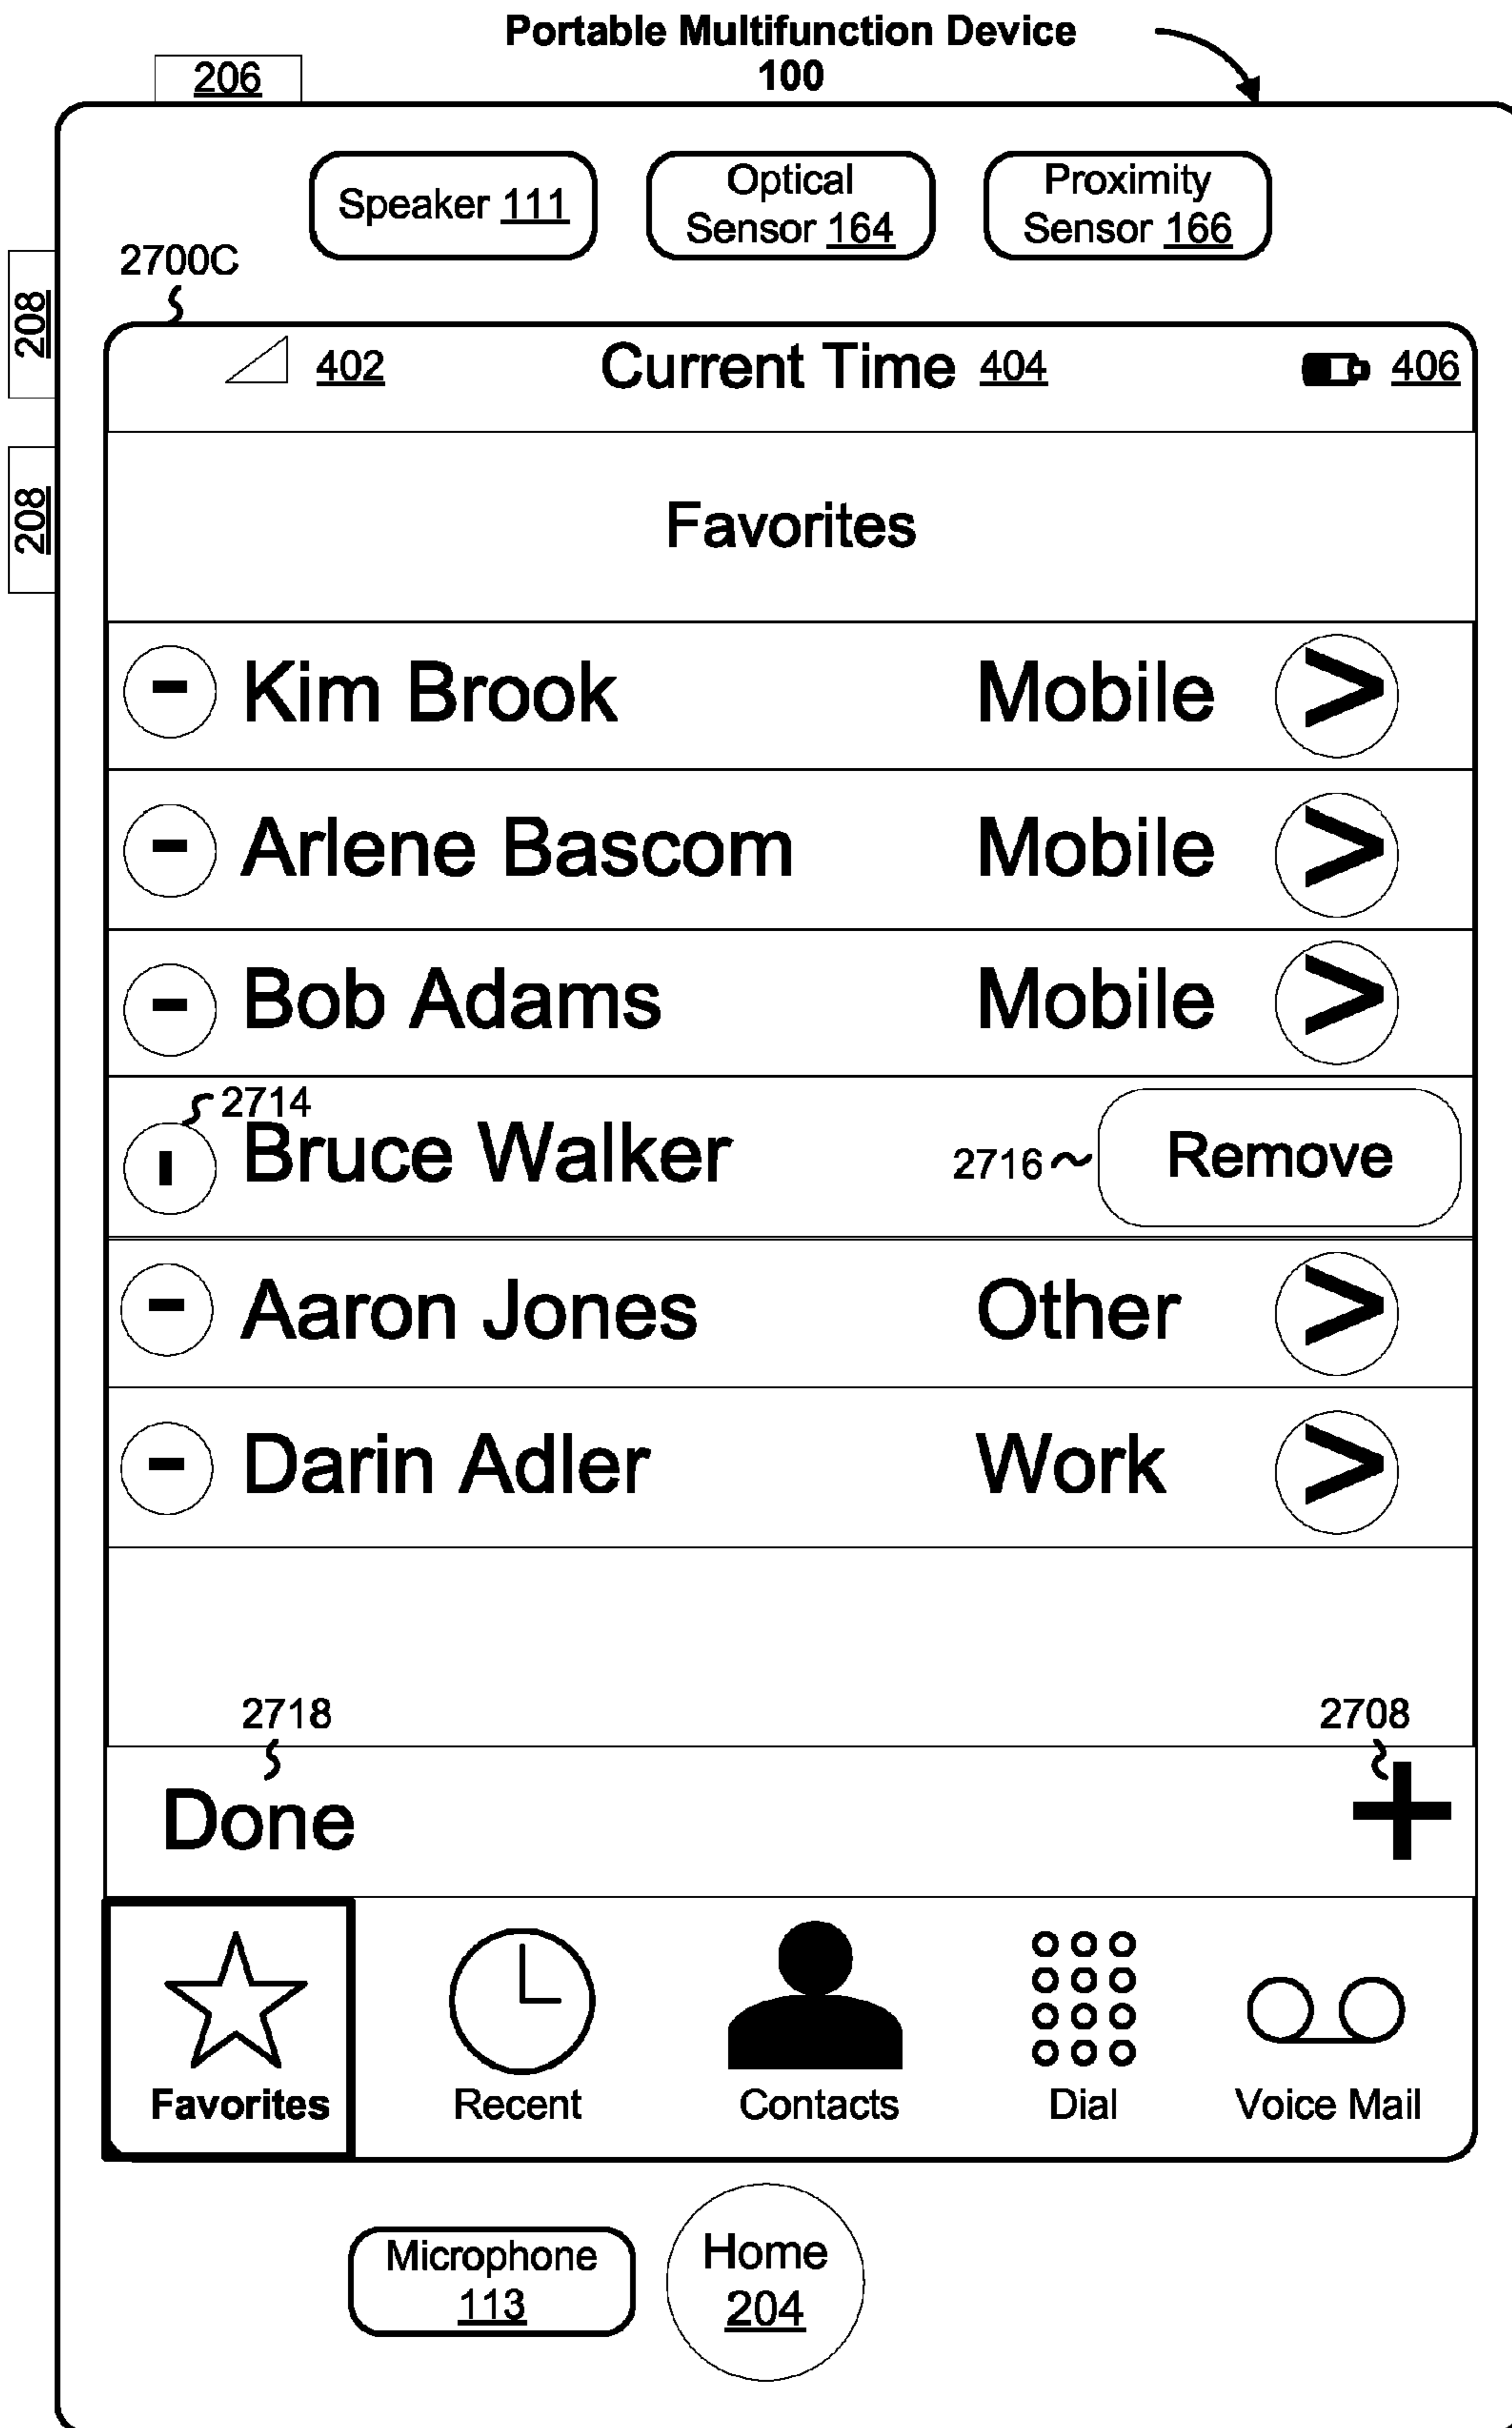 Portable Multifunction Device
100
206
Speaker 111
Optical
Sensor 164
Proximity
Sensor 166
2700C
208
208
402 Current Time 404 406
Favorites
- Kim Brook Mobile >
- Arlene Bascom Mobile >
- Bob Adams Mobile >
2714
Bruce Walker 2716 Remove
- Aaron Jones Other >
- Darin Adler Work >
2718 2708
Done +
Favorites Recent Contacts Dial Voice Mail
Microphone
113
Home
204